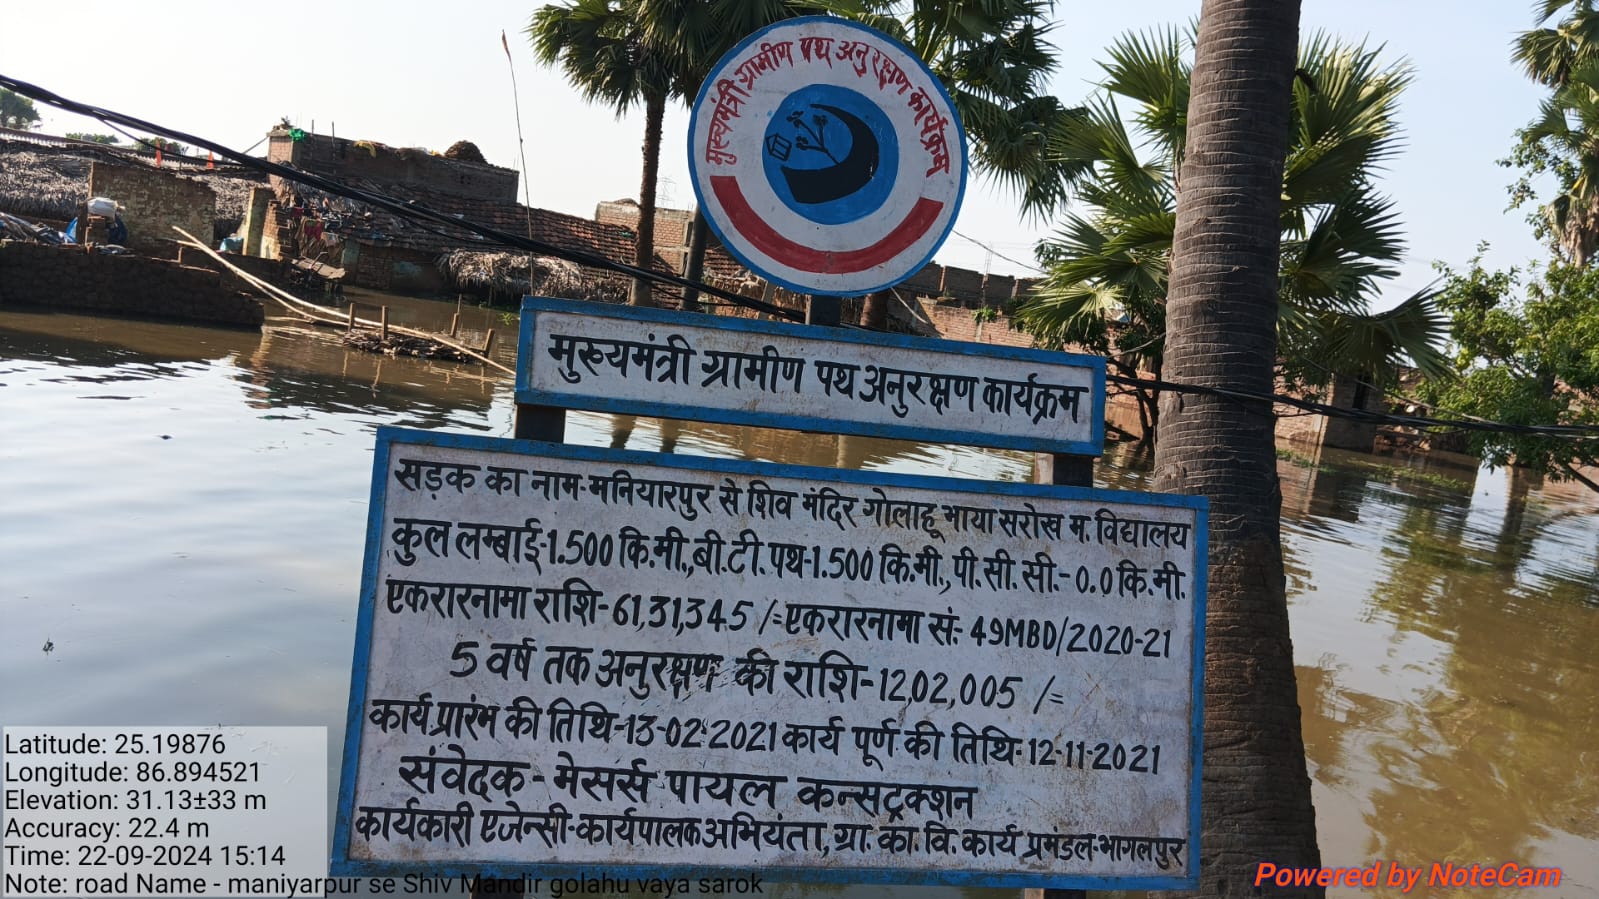 मुख्यमंत्री ग्रामीण पथ अनुरक्षण कार्यक्रम
मुख्यमंत्री ग्रामीण पथ अनुरक्षण कार्यक्रम
सड़क का नाम-मनियारपुर से शिव मंदिर गोलाहू भाया सरोख म. विद्यालय
कुल लम्बाई-1.500 कि.मी.,बी.टी. पथ-1.500 कि.मी., पी.सी.सी.- 0.0 कि.मी.
एकरारनामा राशि-61,31,345 /= एकरारनामा सं:- 49MBD/2020-21
5 वर्ष तक अनुरक्षण की राशि-12,02,005 /=
कार्य प्रारंभ की तिथि-13-02-2021 कार्य पूर्ण की तिथि-12-11-2021
संवेदक - मेसर्स पायल कन्सट्रक्शन
कार्यकारी एजेन्सी-कार्यपालक अभियंता, ग्रा. का. वि. कार्य प्रमंडल-भागलपुर
Latitude: 25.19876
Longitude: 86.894521
Elevation: 31.13±33 m
Accuracy: 22.4 m
Time: 22-09-2024 15:14
Note: road Name - maniyarpur se Shiv Mandir golahu vaya sarok
Powered by NoteCam